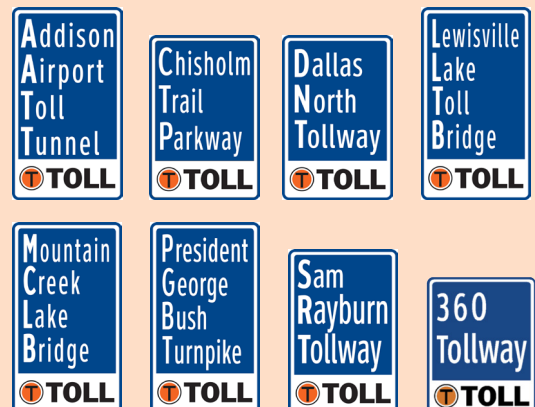 Addison
Airport
Toll
Tunnel
T TOLL
Chisholm
Trail
Parkway
T TOLL
Dallas
North
Tollway
T TOLL
Lewisville
Lake
Toll
Bridge
T TOLL
Mountain
Creek
Lake
Bridge
T TOLL
President
George
Bush
Turnpike
T TOLL
Sam
Rayburn
Tollway
T TOLL
360
Tollway
T TOLL